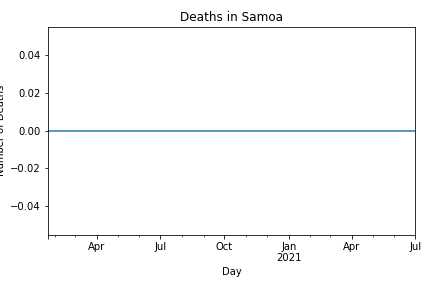 Deaths in Samoa
Number of Deaths
0.04
0.02
0.00
−0.02
−0.04
Apr
Jul
Oct
Jan
2021
Apr
Jul
Day